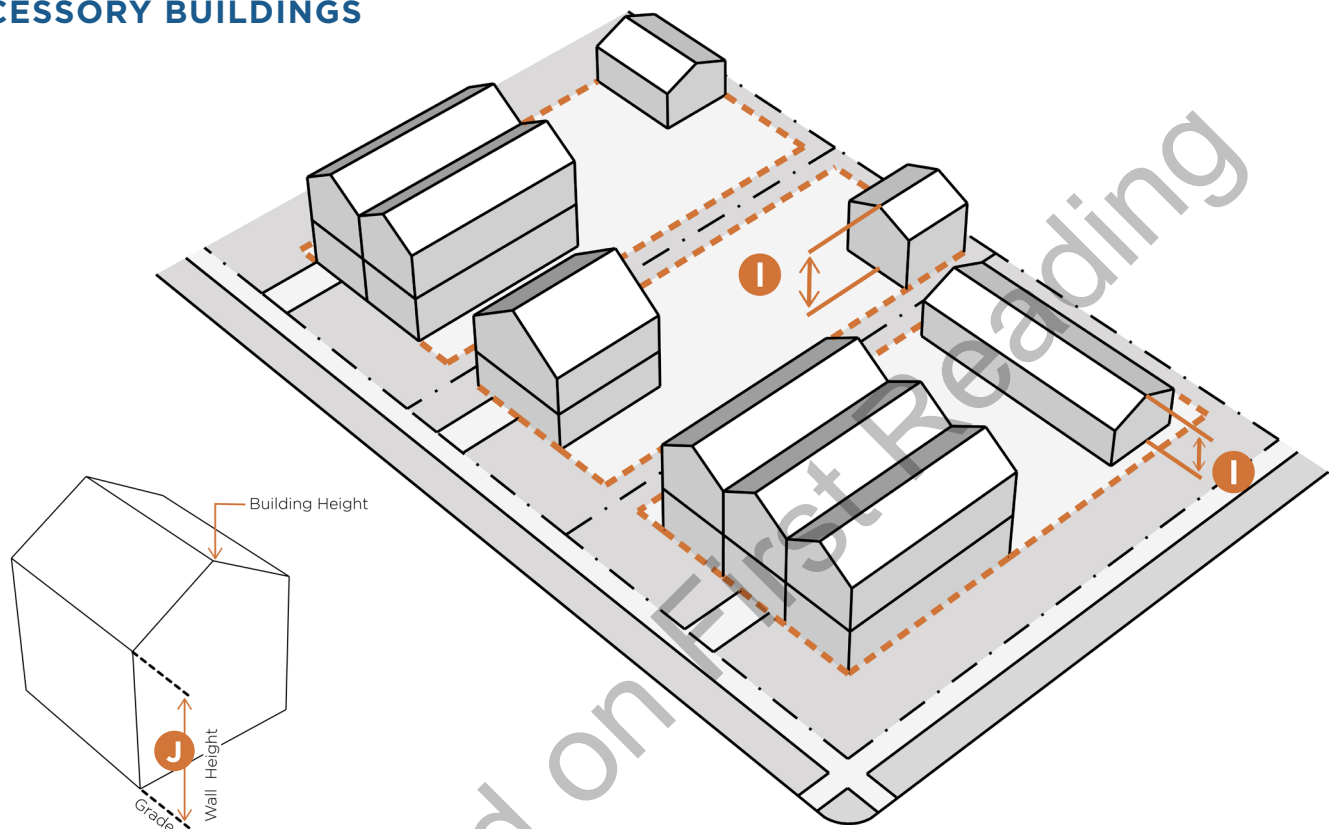 CESSORY BUILDINGS
I
I
Building Height
J
Wall Height
Grade
d on First Reading